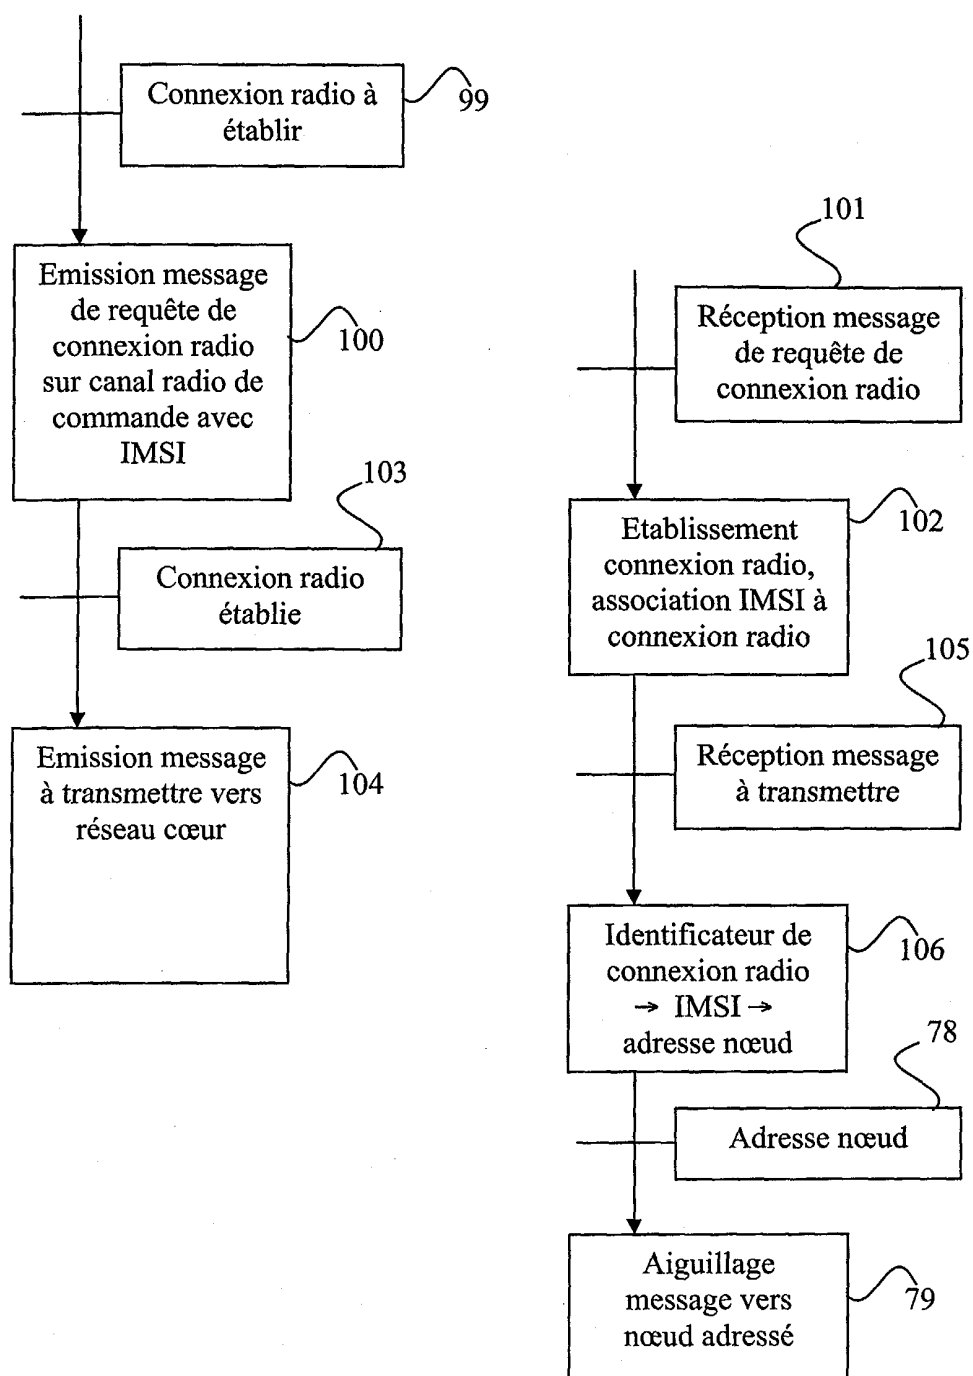 Connexion radio à
établir
99
Emission message
de requête de
connexion radio
sur canal radio de
commande avec
IMSI
100
103
Connexion radio
établie
Emission message
à transmettre vers
réseau cœur
104
101
Réception message
de requête de
connexion radio
Etablissement
connexion radio,
association IMSI à
connexion radio
102
105
Réception message
à transmettre
Identificateur de
connexion radio
→ IMSI →
adresse nœud
106
78
Adresse nœud
Aiguillage
message vers
nœud adressé
79